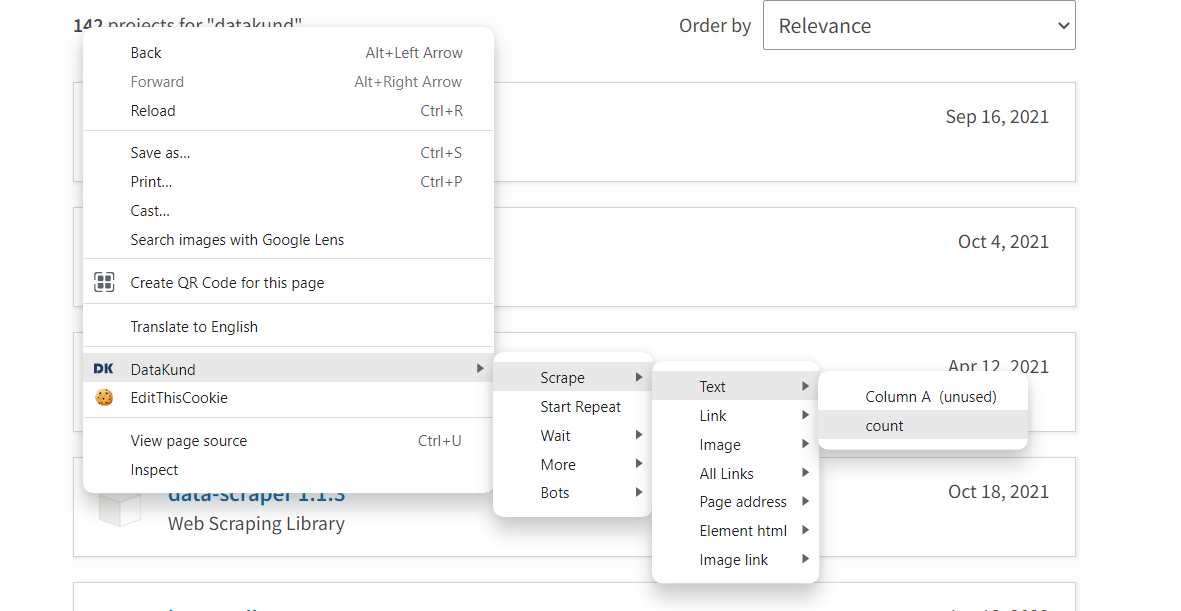 142 projects for "datakund"
Order by
Relevance
Back Alt+Left Arrow
Forward Alt+Right Arrow
Reload Ctrl+R
Save as... Ctrl+S
Print... Ctrl+P
Cast...
Search images with Google Lens
Create QR Code for this page
Translate to English
DK DataKund
EditThisCookie
View page source Ctrl+U
Inspect
Scrape
Start Repeat
Wait
More
Bots
Text
Link
Image
All Links
Page address
Element html
Image link
Column A (unused)
count
Sep 16, 2021
Oct 4, 2021
Apr 12, 2021
data-scraper 1.1.3
Oct 18, 2021
Web Scraping Library